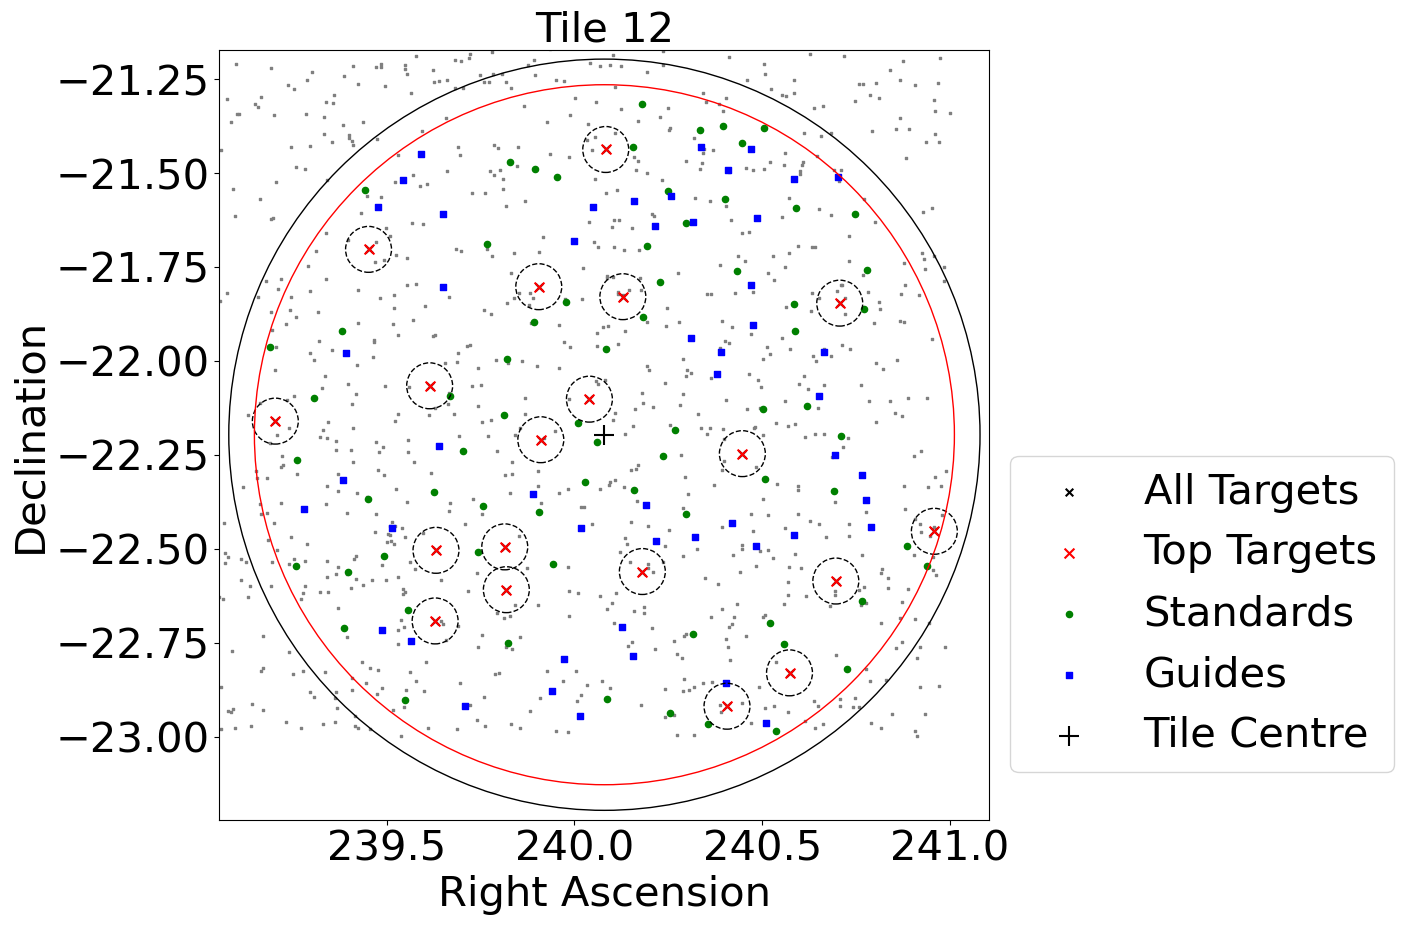 Tile 12
Declination
−21.25
−21.50
−21.75
−22.00
−22.25
−22.50
−22.75
−23.00
239.5
240.0
240.5
241.0
Right Ascension
All Targets
Top Targets
Standards
Guides
Tile Centre